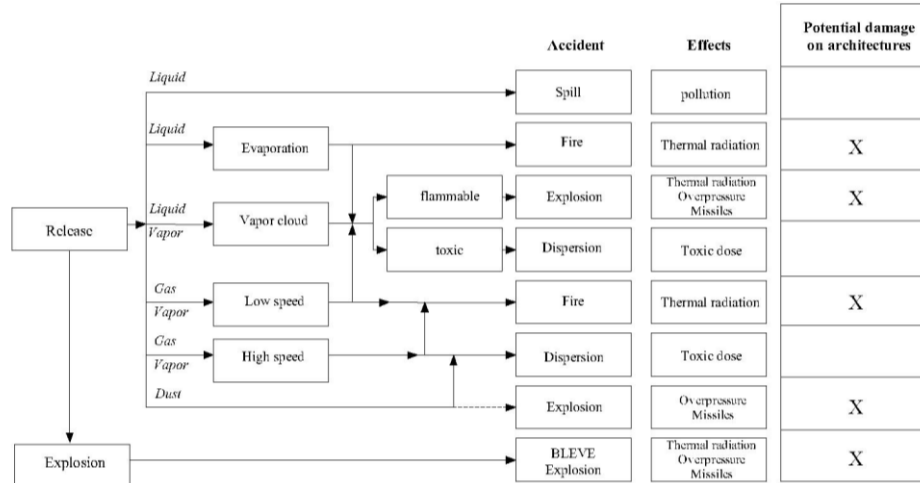 Potential damage
on architectures
Accident
Effects
Liquid
Spill
pollution
Liquid
Evaporation
Fire
Thermal radiation
X
flammable
Explosion
Thermal radiation
Overpressure
Missiles
X
Release
Liquid
Vapor
Vapor cloud
toxic
Dispersion
Toxic dose
Gas
Vapor
Low speed
Fire
Thermal radiation
X
Gas
Vapor
High speed
Dispersion
Toxic dose
Dust
Explosion
Overpressure
Missiles
X
Explosion
BLEVE
Explosion
Thermal radiation
Overpressure
Missiles
X